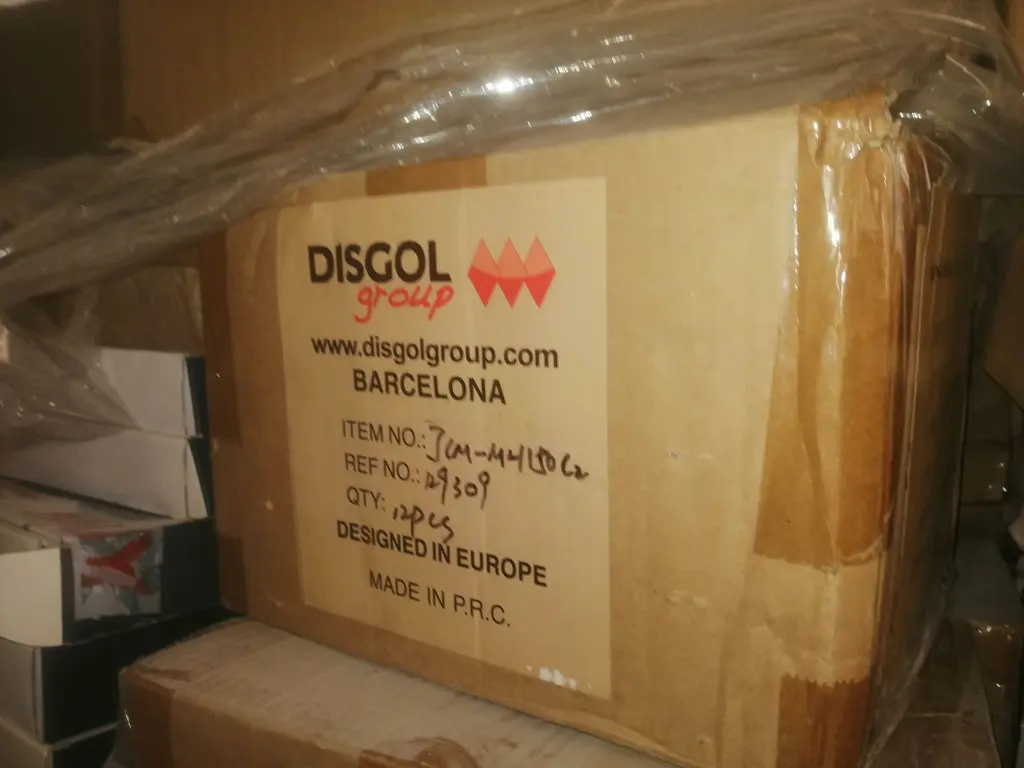 DISGOL
group
www.disgolgroup.com
BARCELONA
ITEM NO.:
REF NO.: 29309
QTY: 12pcs
DESIGNED IN EUROPE
MADE IN P.R.C.